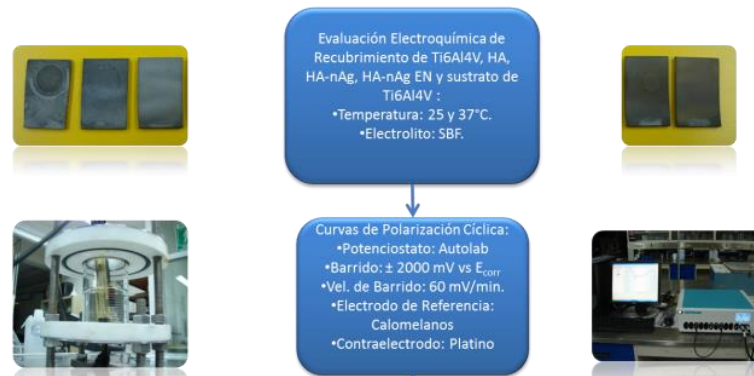 Evaluación Electroquímica de
Recubrimiento de Ti6Al4V, HA,
HA-nAg, HA-nAg EN y sustrato de
Ti6Al4V :
•Temperatura: 25 y 37°C.
•Electrolito: SBF.
Curvas de Polarización Cíclica:
•Potenciostato: Autolab
•Barrido: ± 2000 mV vs Ecorr
•Vel. de Barrido: 60 mV/min.
•Electrodo de Referencia:
Calomelanos
•Contraelectrodo: Platino